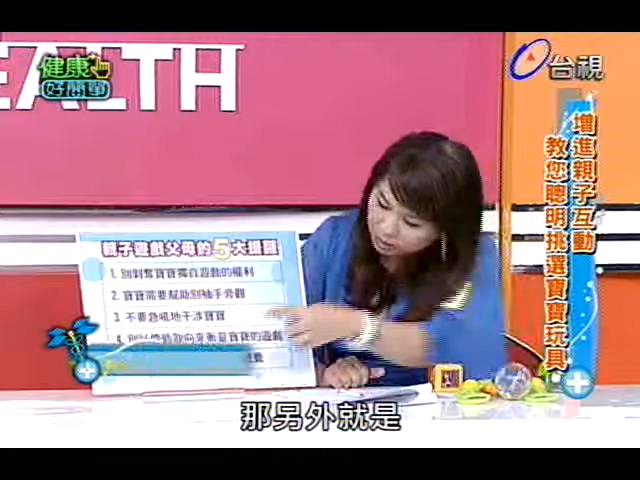 HEALTH
健康
好簡單
台視
增進親子互動
教您聰明挑選寶寶玩具
親子遊戲父母的5大提醒
1. 別剝奪寶寶獨自遊戲的權利
2. 寶寶需要幫助別袖手旁觀
3. 不要急吼地干涉寶寶
那另外就是